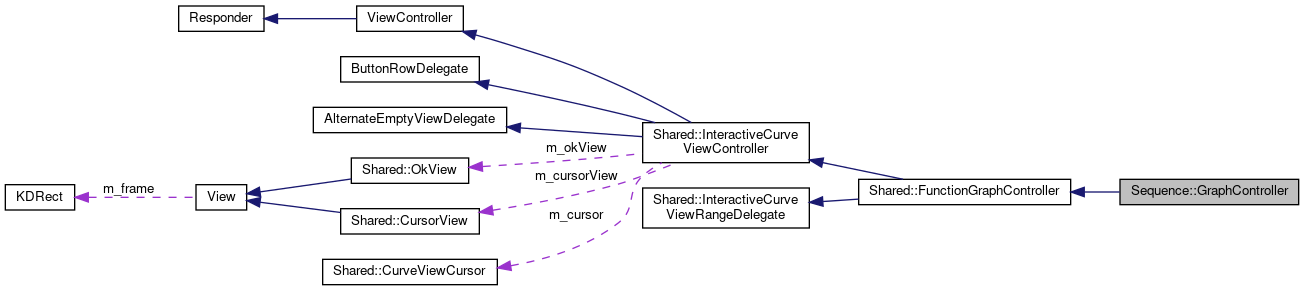 Responder
ViewController
ButtonRowDelegate
AlternateEmptyViewDelegate
Shared::InteractiveCurve
ViewController
m_okView
Shared::OkView
m_cursorView
m_frame
KDRect
View
Shared::FunctionGraphController
Sequence::GraphController
Shared::InteractiveCurve
ViewRangeDelegate
Shared::CursorView
m_cursor
Shared::CurveViewCursor